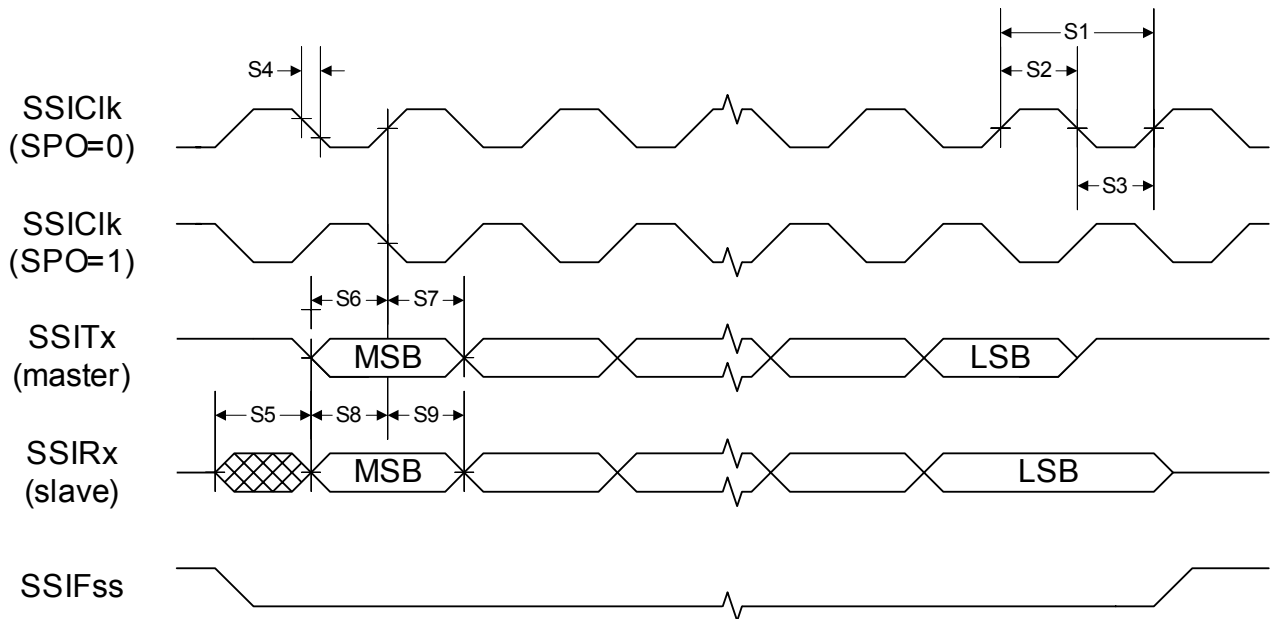 S1
S4
S2
SSIClk
(SPO=0)
S3
SSIClk
(SPO=1)
S6
S7
SSITx
(master)
MSB
LSB
S5
S8
S9
SSIRx
(slave)
MSB
LSB
SSIFss